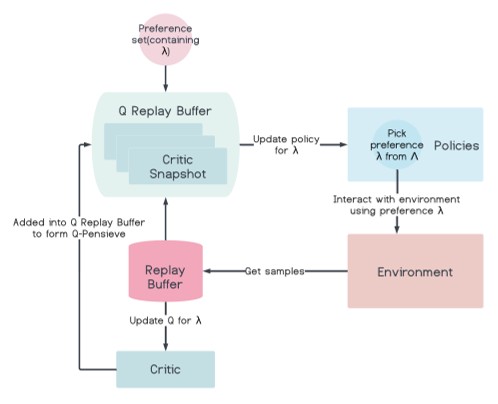 Preference
set(containing
λ)
Q Replay Buffer
Critic
Snapshot
Update policy
for λ
Pick
preference
λ from Λ
Policies
Interact with environment
using preference λ
Added into Q Replay Buffer
to form Q-Pensieve
Replay
Buffer
Get samples
Environment
Update Q for λ
Critic